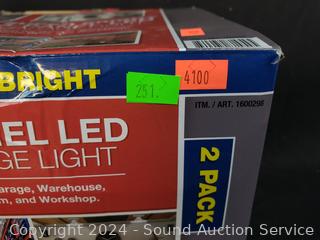 BRIGHT
251.
4100
ITM. / ART. 1600298
EL LED
GE LIGHT
arage, Warehouse,
m, and Workshop.
2 PACK
Copyright 2024 - Sound Auction Service